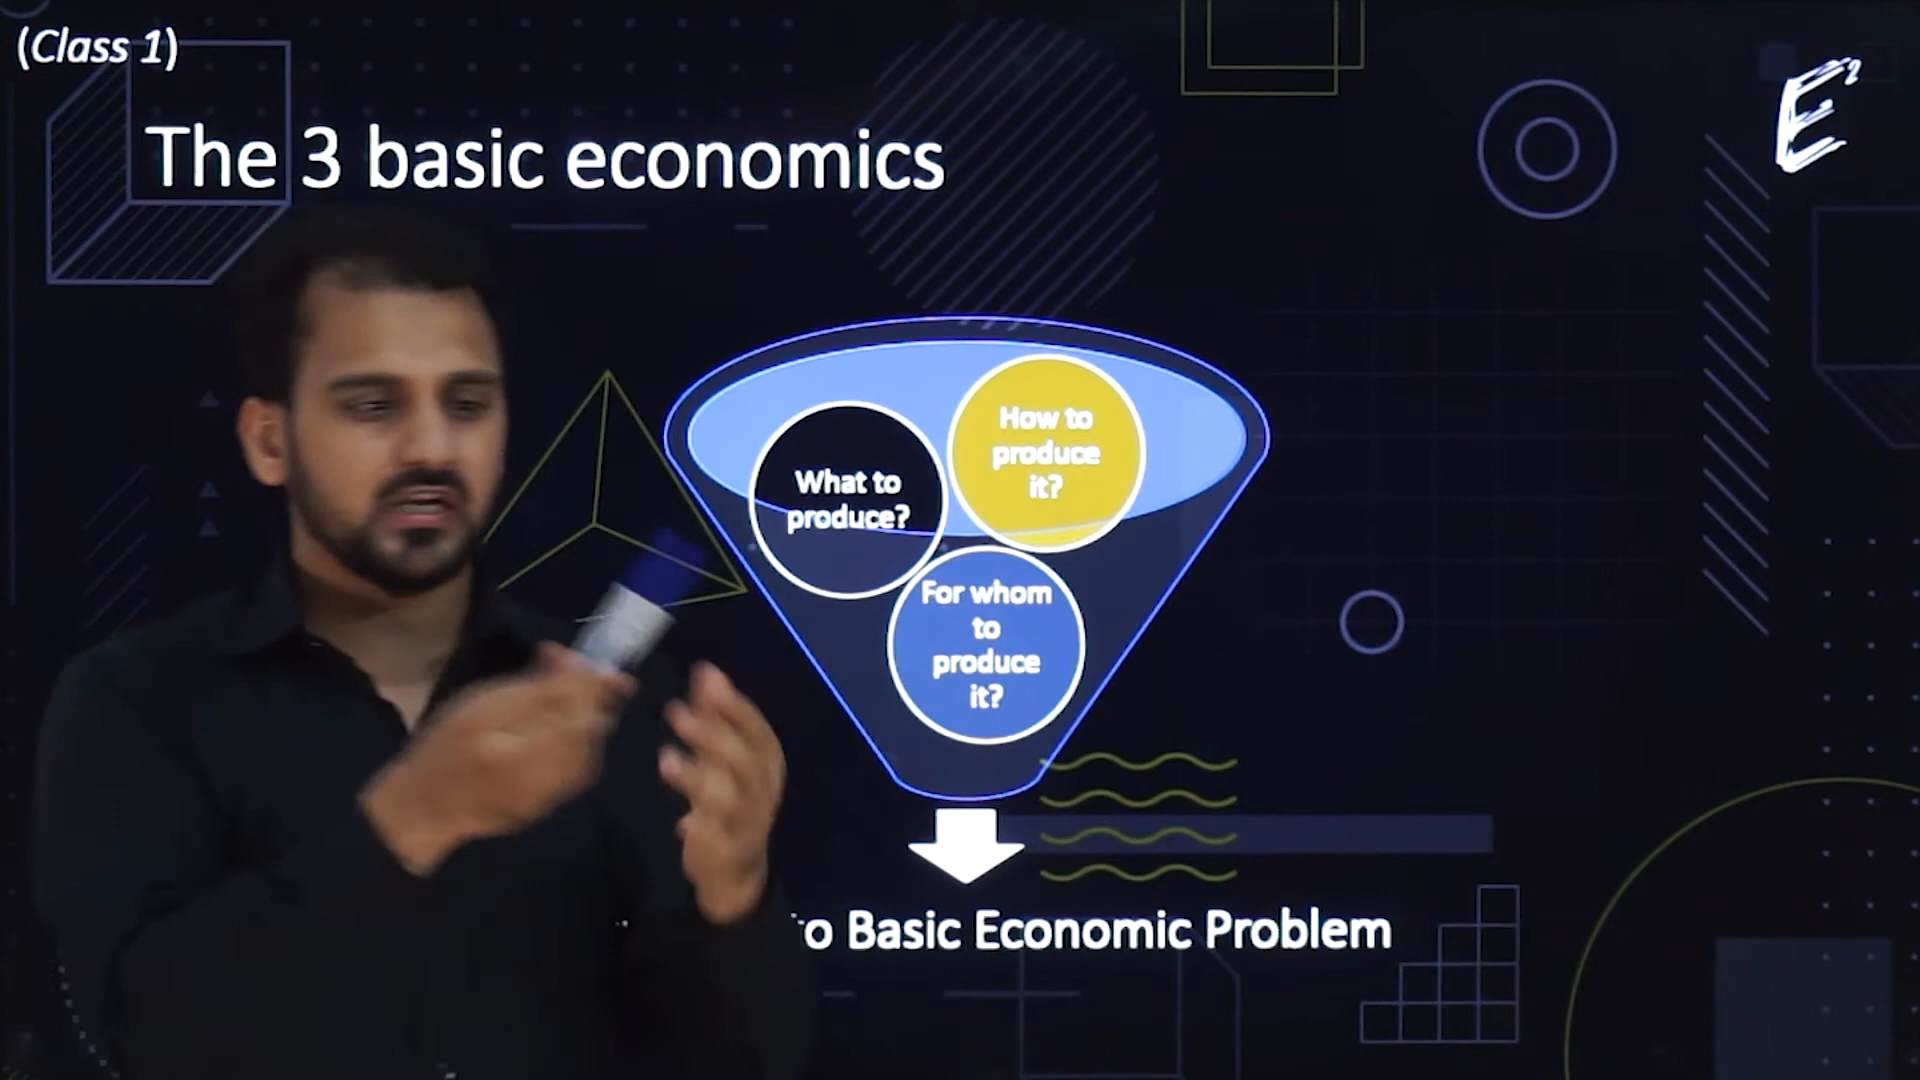 (Class 1)
E²
The 3 basic economics
How to
produce
it?
What to
produce?
For whom
to
produce
it?
Basic Economic Problem